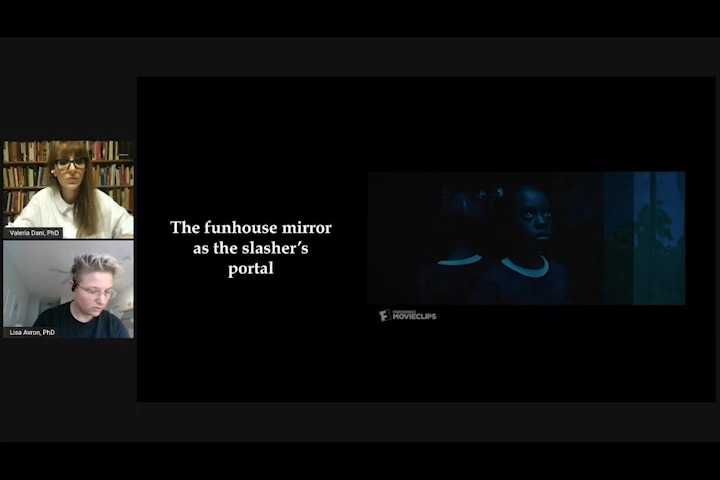 Valeria Dani, PhD
Lisa Avron, PhD
The funhouse mirror
as the slasher's
portal
MOVIECLIPS